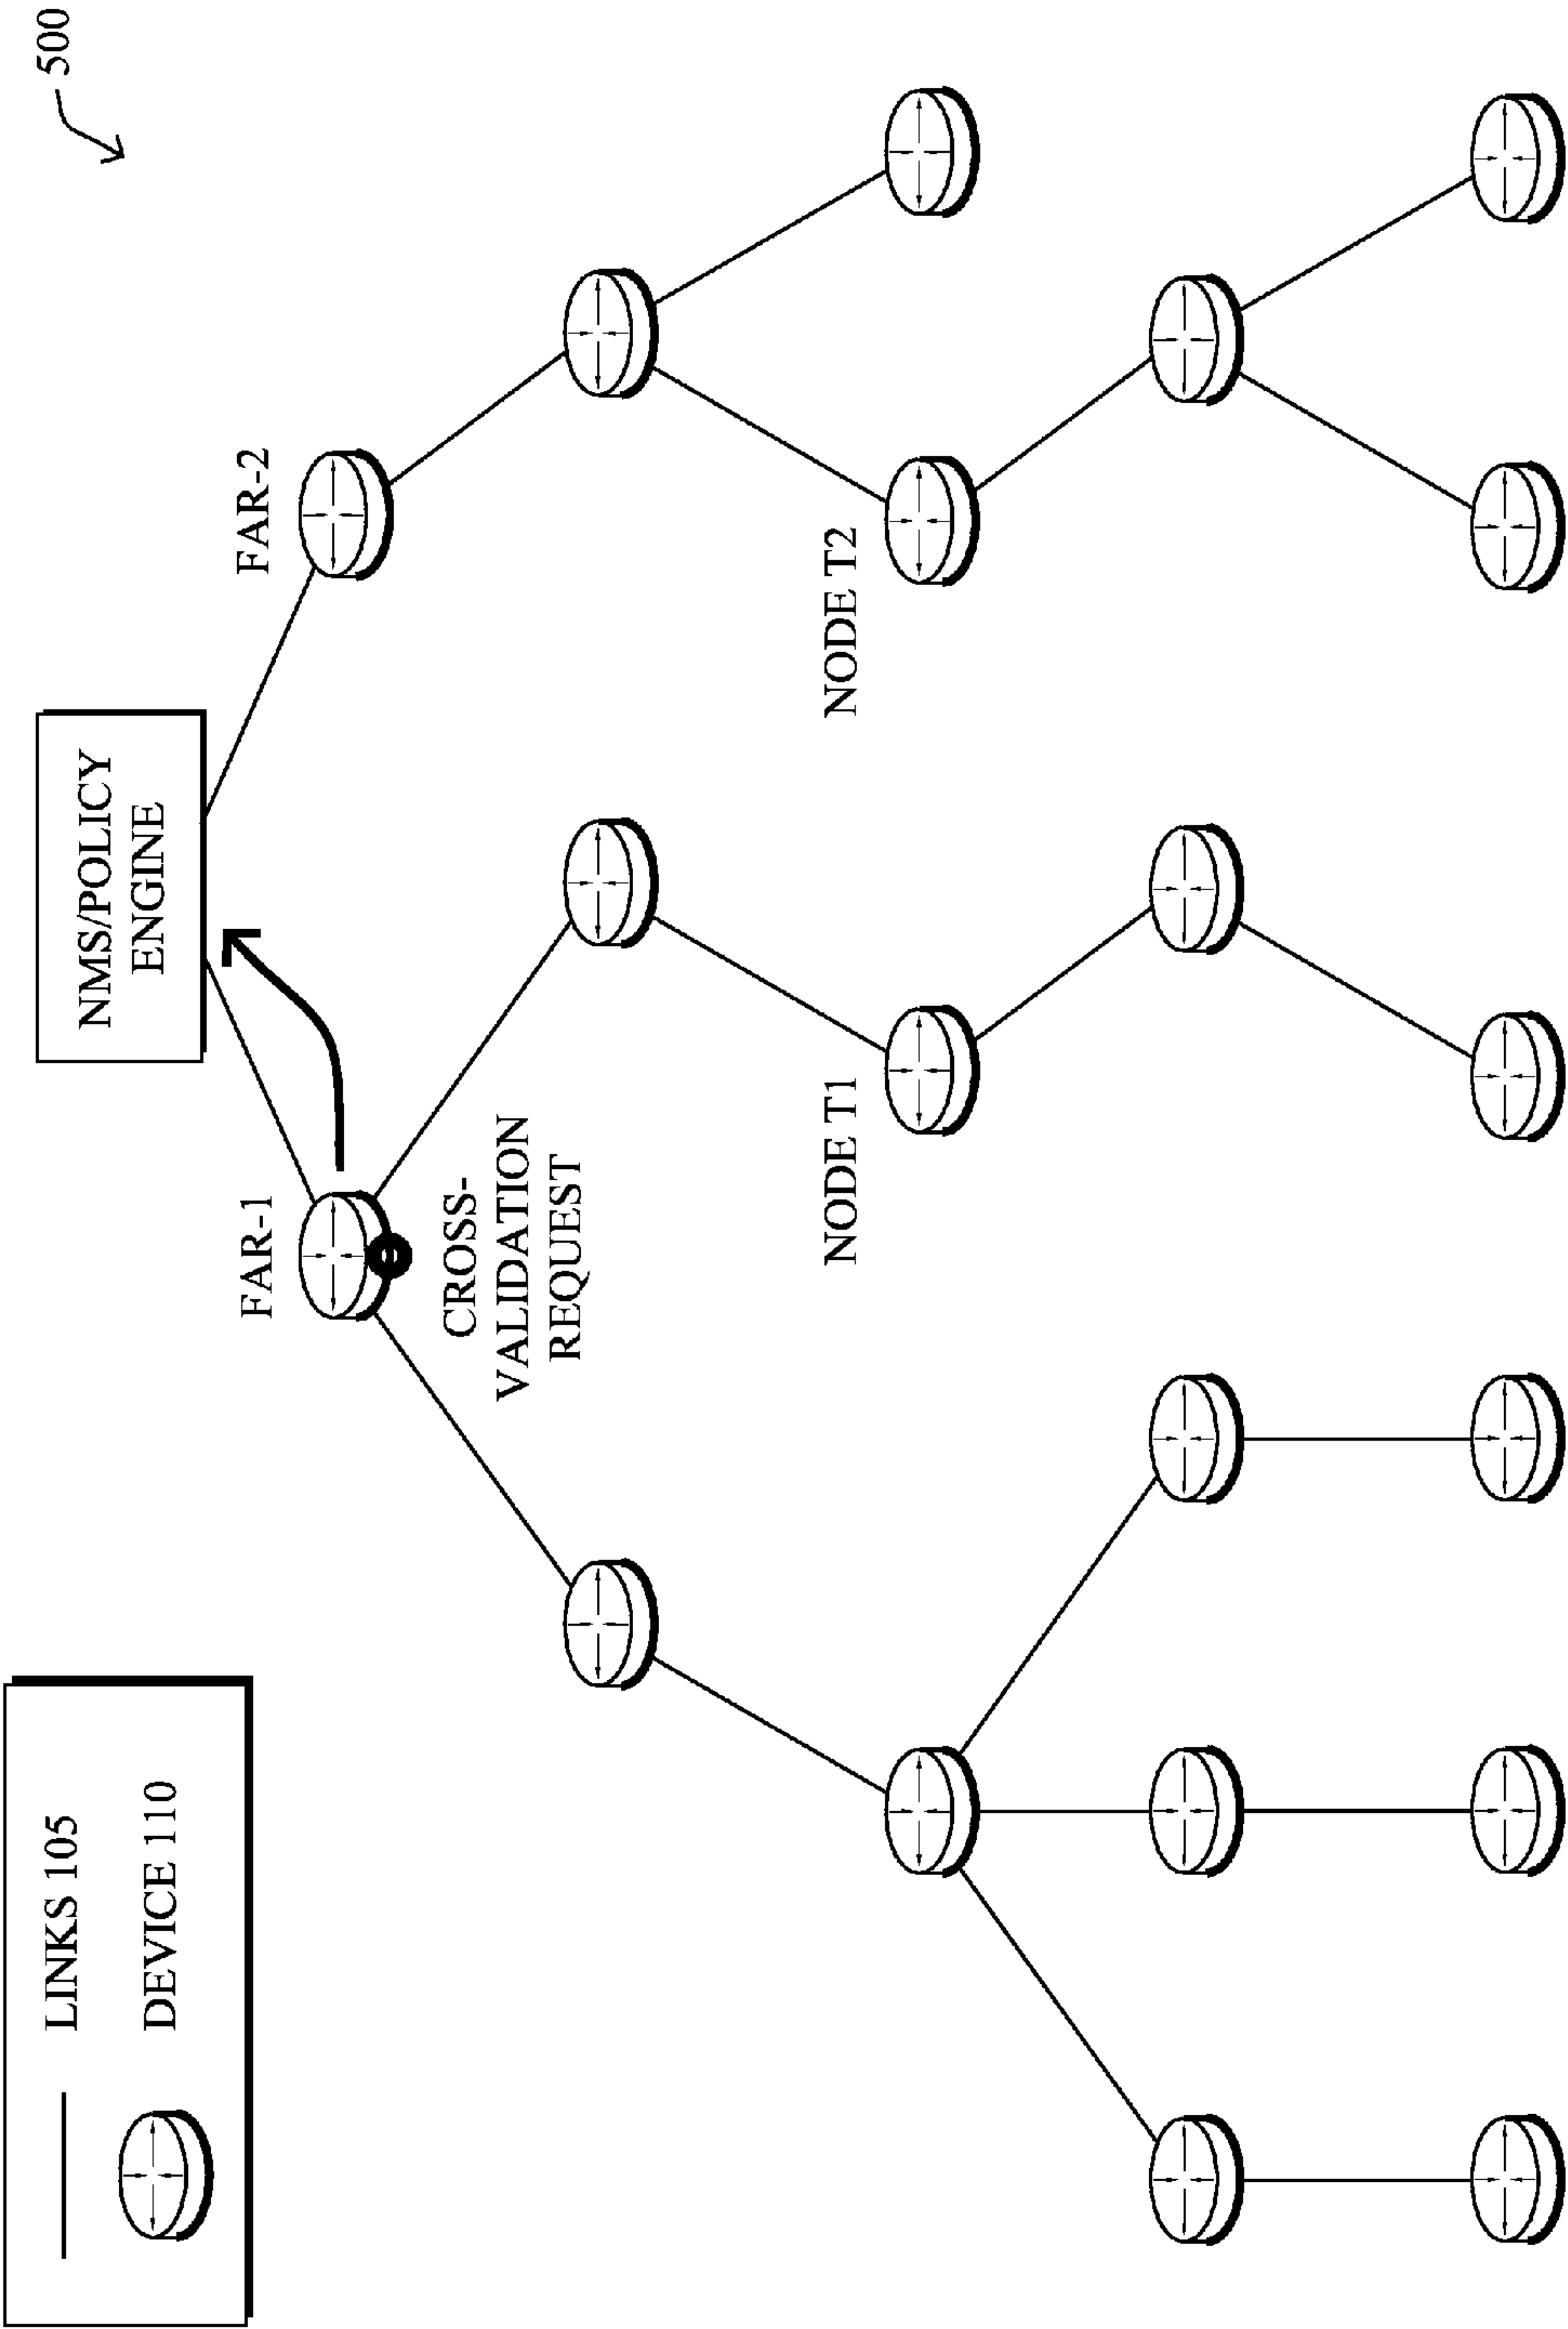 500
NMS/POLICY
ENGINE
FAR-1
FAR-2
CROSS-
VALIDATION
REQUEST
NODE T1
NODE T2
LINKS 105
DEVICE 110